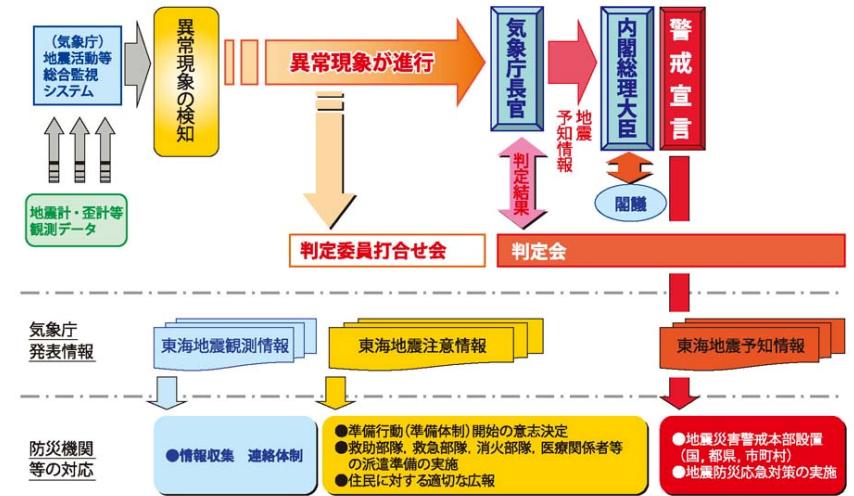 （気象庁）
地震活動等
総合監視
システム
異常現象の検知
異常現象が進行
気象庁長官
地震
予知情報
内閣総理大臣
警戒宣言
地震計・歪計等
観測データ
判定結果
閣議
判定委員打合せ会
判定会
気象庁
発表情報
東海地震観測情報
東海地震注意情報
東海地震予知情報
防災機関
等の対応
●情報収集　連絡体制
●準備行動（準備体制）開始の意志決定
●救助部隊，救急部隊，消火部隊，医療関係者等
の派遣準備の実施
●住民に対する適切な広報
●地震災害警戒本部設置
（国，都県，市町村）
●地震防災応急対策の実施